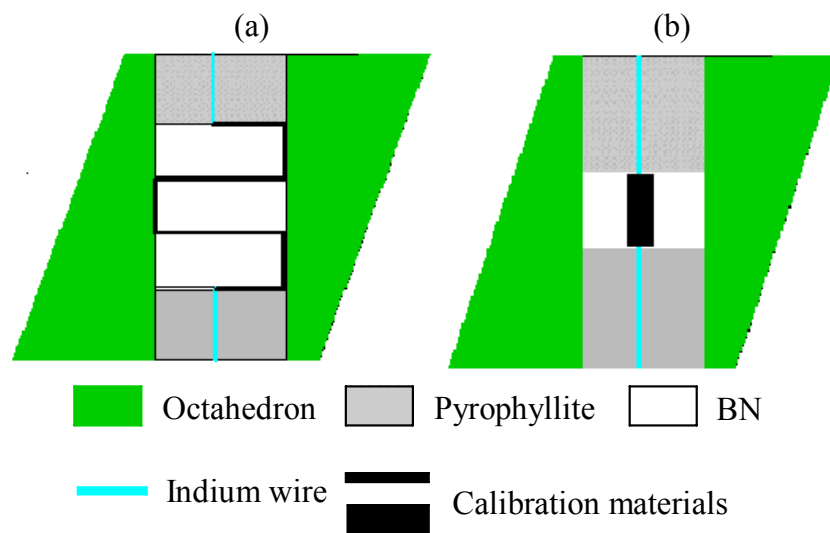 (a) (b)
Octahedron Pyrophyllite BN
Indium wire Calibration materials